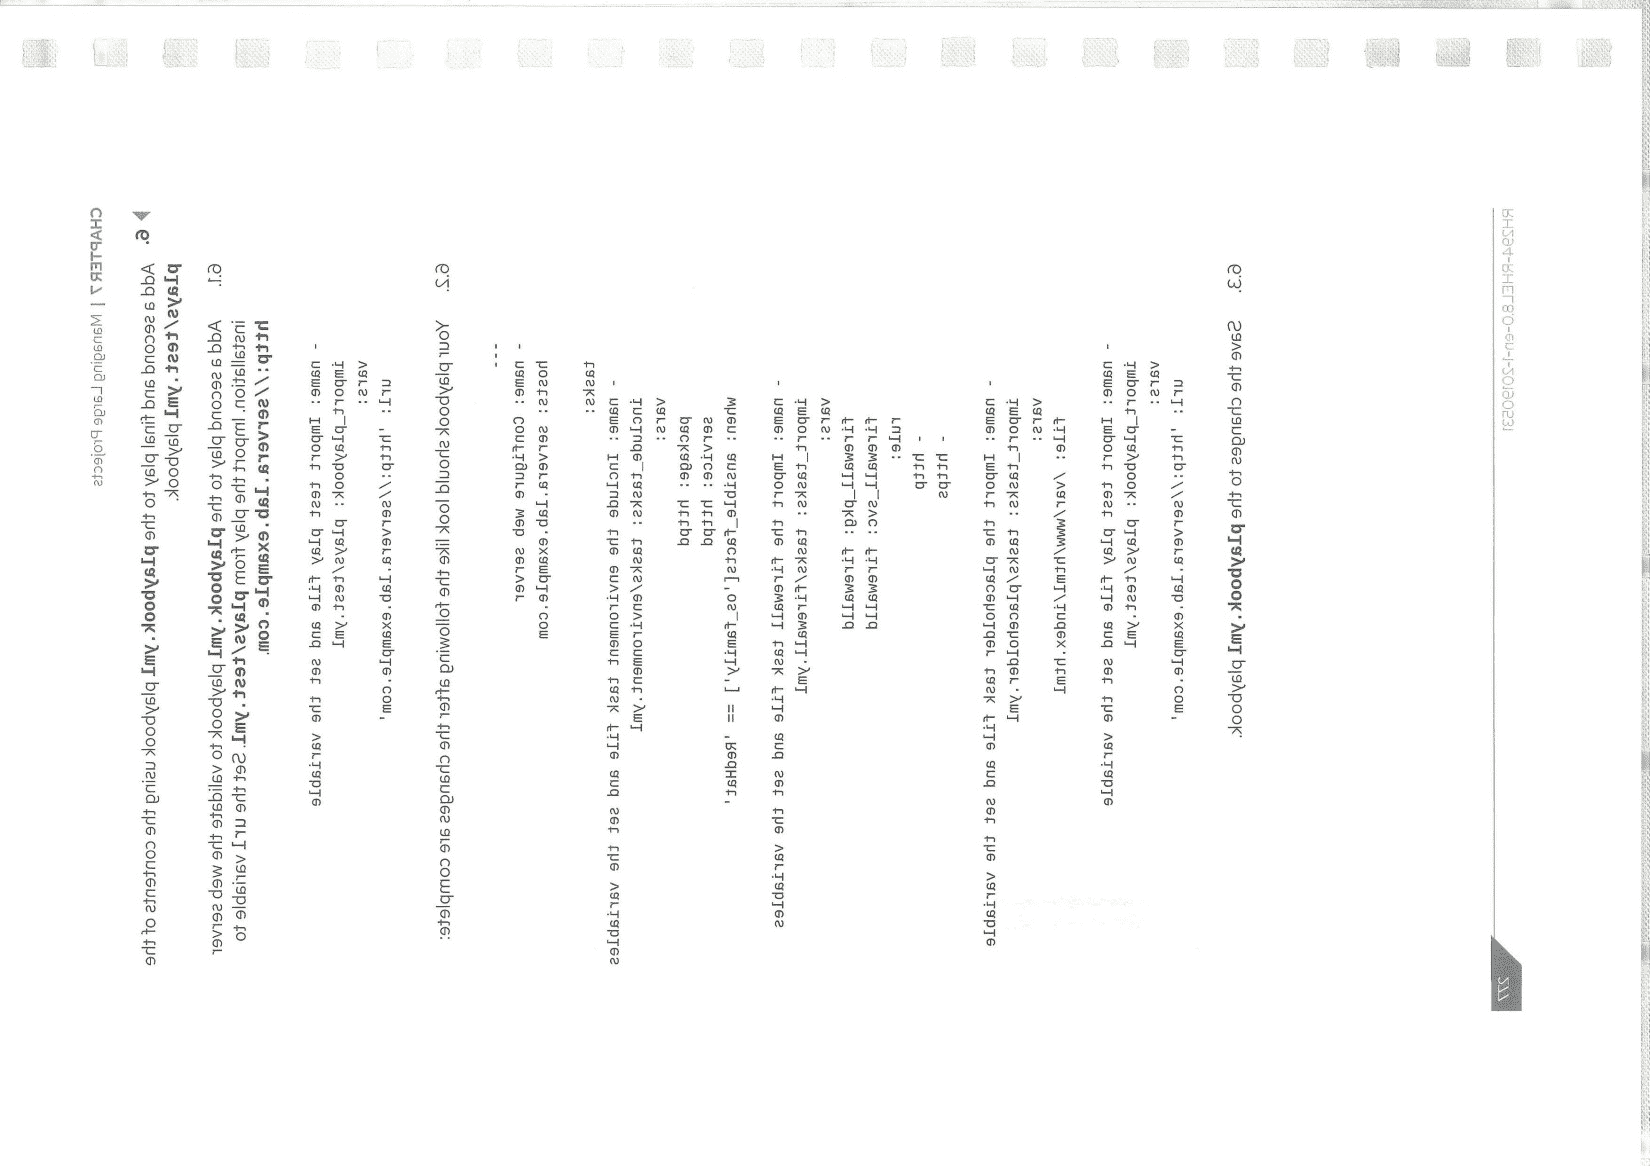 CHAPTER 7 | Managing Large Projects
6. Add a second and final play to the playbook.yml playbook using the contents of the
plays/test.yml playbook.
6.1. Add a second play to the playbook.yml playbook to validate the web server
installation. Import the play from plays/test.yml. Set the url variable to
http://servera.lab.example.com.
- name: Import test play file and set the variable
import_playbook: plays/test.yml
vars:
url: 'http://servera.lab.example.com'
6.2. Your playbook should look like the following after the changes are complete:
---
- name: Configure web server
hosts: servera.lab.example.com
tasks:
- name: Include the environment task file and set the variables
include_tasks: tasks/environment.yml
vars:
package: httpd
service: httpd
when: ansible_facts['os_family'] == 'RedHat'
- name: Import the firewall task file and set the variables
import_tasks: tasks/firewall.yml
vars:
firewall_pkg: firewalld
firewall_svc: firewalld
rule:
- http
- https
- name: Import the placeholder task file and set the variable
import_tasks: tasks/placeholder.yml
vars:
file: /var/www/html/index.html
- name: Import test play file and set the variable
import_playbook: plays/test.yml
vars:
url: 'http://servera.lab.example.com'
6.3. Save the changes to the playbook.yml playbook.
RH294-RHEL8.0-en-1-20190531
277